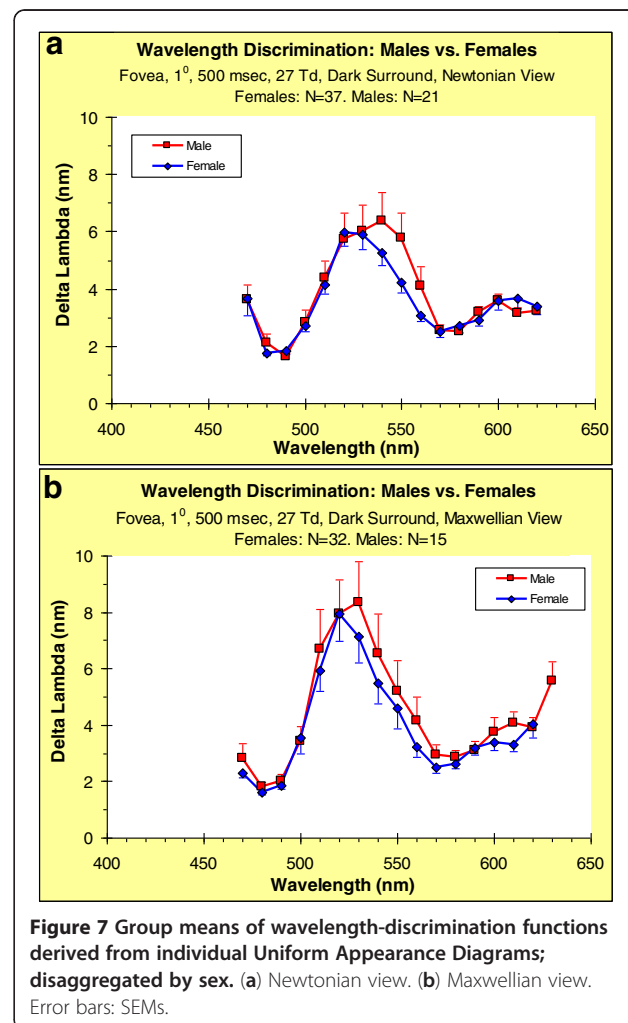 a
Wavelength Discrimination: Males vs. Females
Fovea, 1⁰, 500 msec, 27 Td, Dark Surround, Newtonian View
Females: N=37. Males: N=21
10
8
6
4
2
0
Delta Lambda (nm)
Male
Female
400 450 500 550 600 650
Wavelength (nm)
b
Wavelength Discrimination: Males vs. Females
Fovea, 1⁰, 500 msec, 27 Td, Dark Surround, Maxwellian View
Females: N=32. Males: N=15
10
8
6
4
2
0
Delta Lambda (nm)
Male
Female
400 450 500 550 600 650
Wavelength (nm)
Figure 7 Group means of wavelength-discrimination functions
derived from individual Uniform Appearance Diagrams;
disaggregated by sex. (a) Newtonian view. (b) Maxwellian view.
Error bars: SEMs.